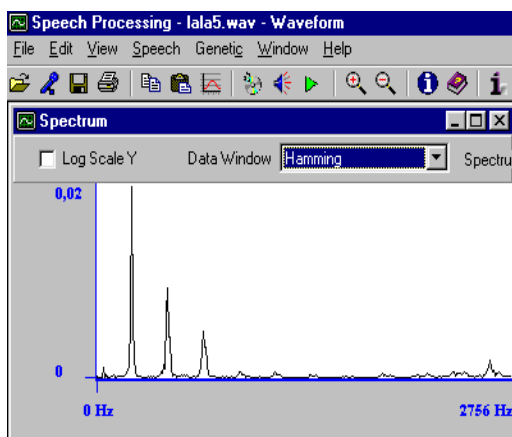 Speech Processing - lala5.wav - Waveform
File Edit View Speech Genetic Window Help
Spectrum
Log Scale Y Data Window Hamming Spectru
0,02
0
0 Hz 2756 Hz